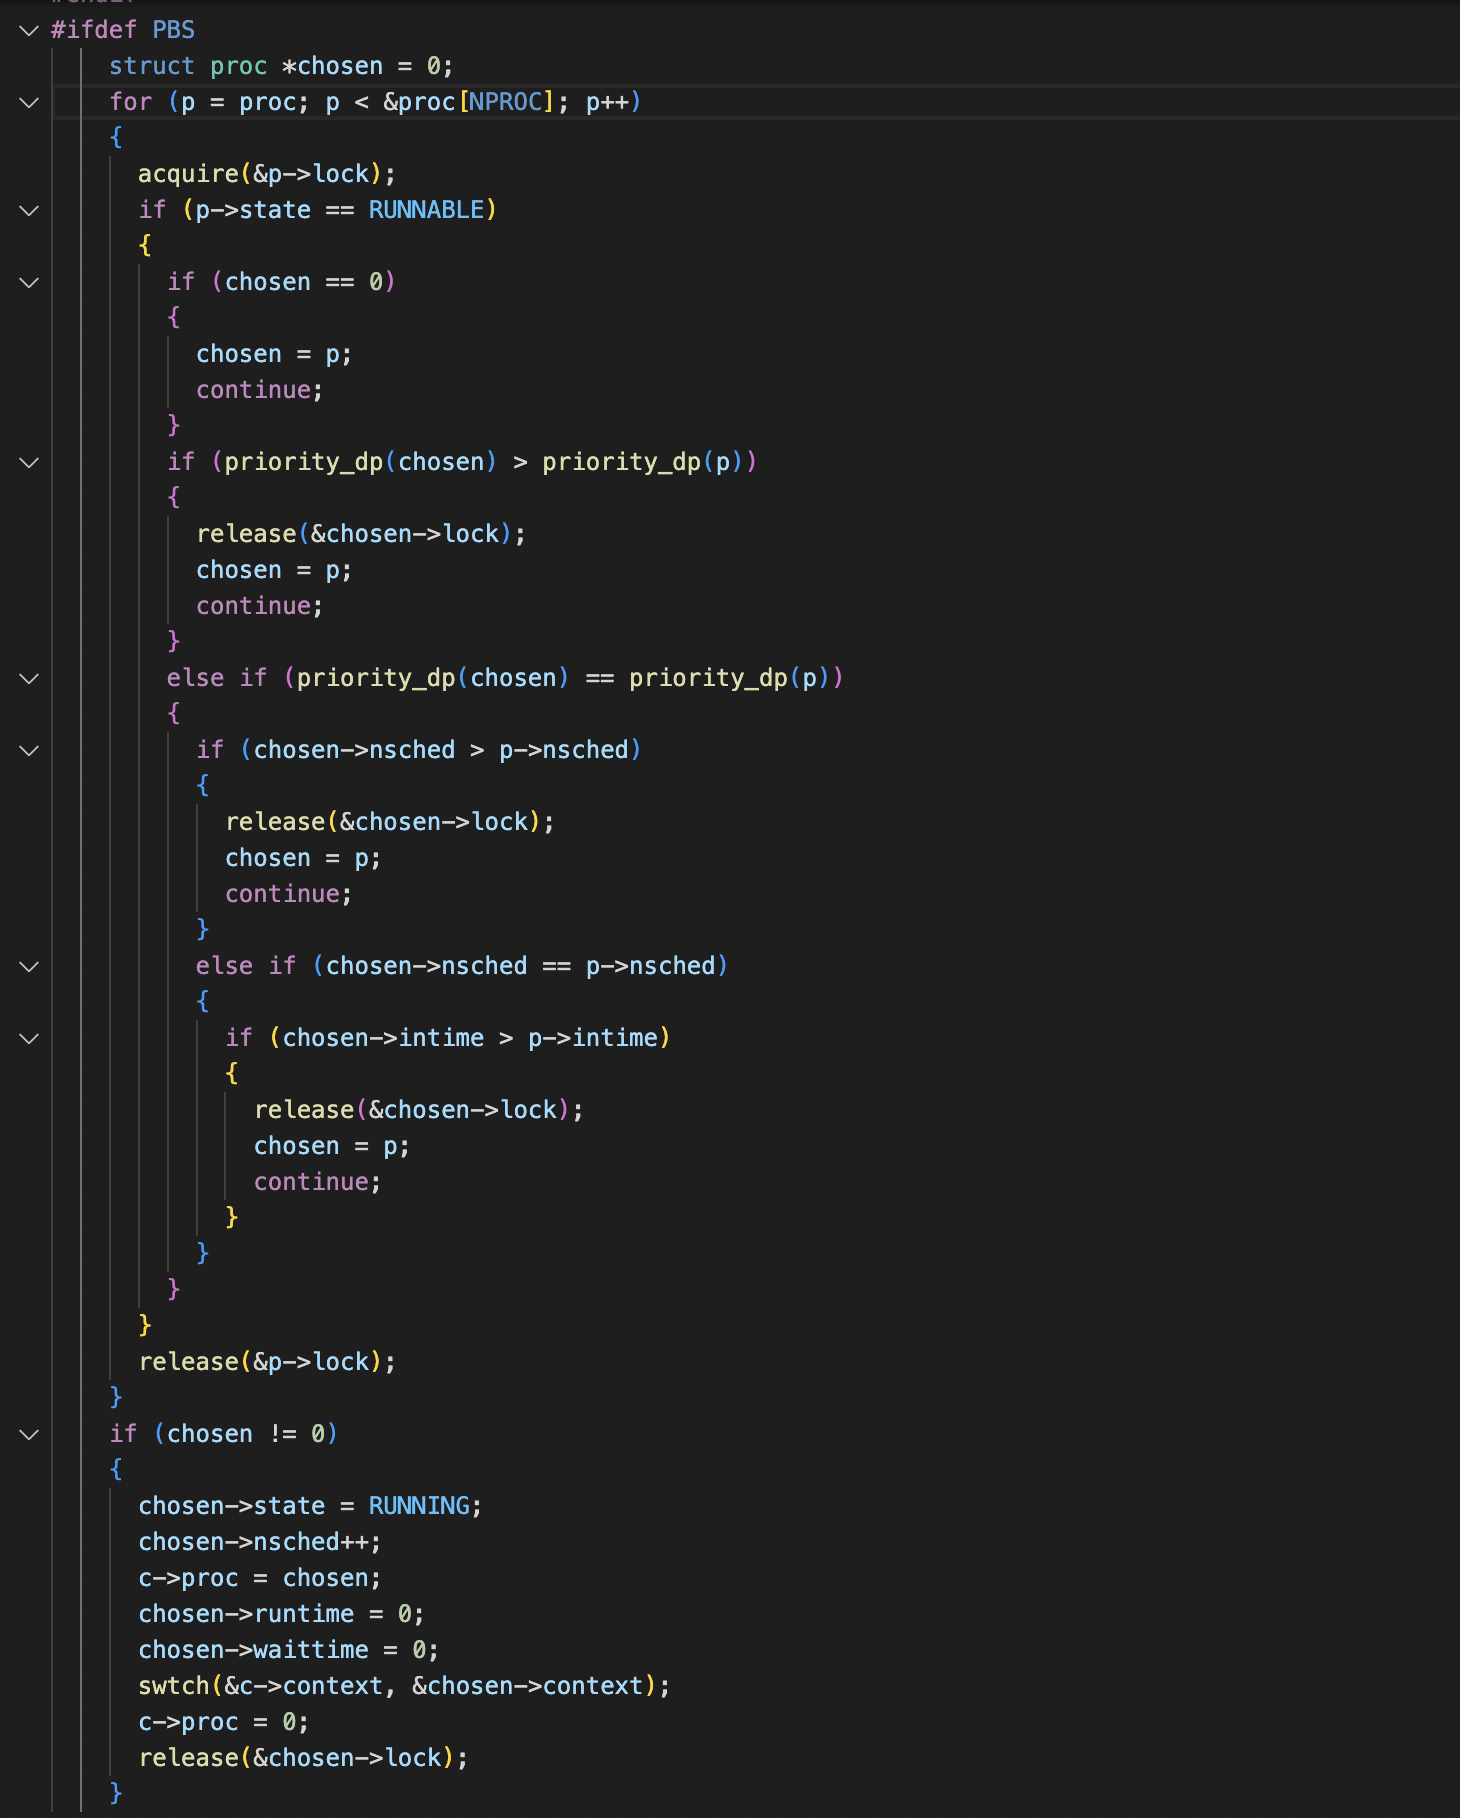 #ifdef PBS
struct proc *chosen = 0;
for (p = proc; p < &proc[NPROC]; p++)
{
acquire(&p->lock);
if (p->state == RUNNABLE)
{
if (chosen == 0)
{
chosen = p;
continue;
}
if (priority_dp(chosen) > priority_dp(p))
{
release(&chosen->lock);
chosen = p;
continue;
}
else if (priority_dp(chosen) == priority_dp(p))
{
if (chosen->nsched > p->nsched)
{
release(&chosen->lock);
chosen = p;
continue;
}
else if (chosen->nsched == p->nsched)
{
if (chosen->intime > p->intime)
{
release(&chosen->lock);
chosen = p;
continue;
}
}
}
}
release(&p->lock);
}
if (chosen != 0)
{
chosen->state = RUNNING;
chosen->nsched++;
c->proc = chosen;
chosen->runtime = 0;
chosen->waittime = 0;
swtch(&c->context, &chosen->context);
c->proc = 0;
release(&chosen->lock);
}